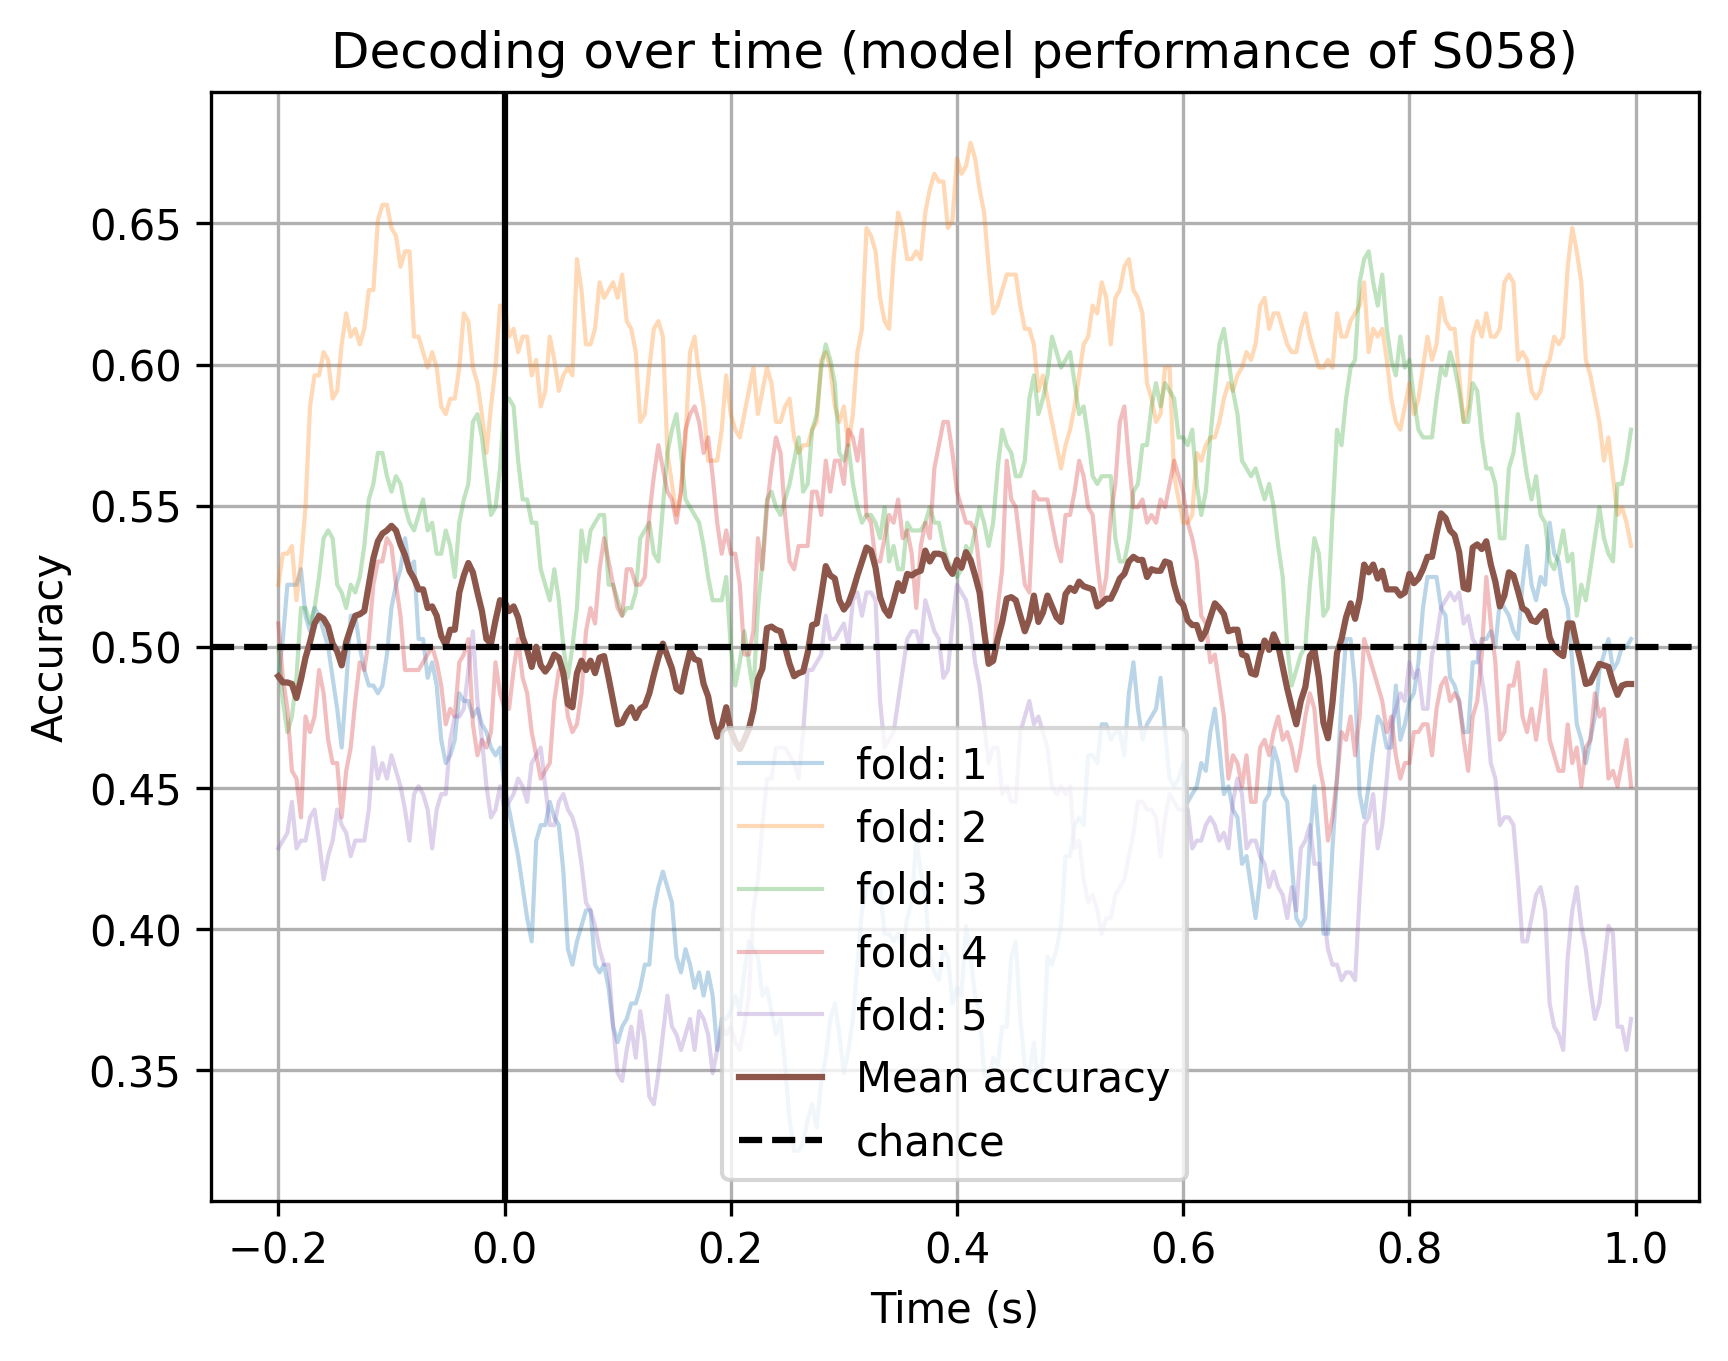 Decoding over time (model performance of S058)
Accuracy
0.65
0.60
0.55
0.50
0.45
0.40
0.35
fold: 1
fold: 2
fold: 3
fold: 4
fold: 5
Mean accuracy
chance
−0.2 0.0 0.2 0.4 0.6 0.8 1.0
Time (s)